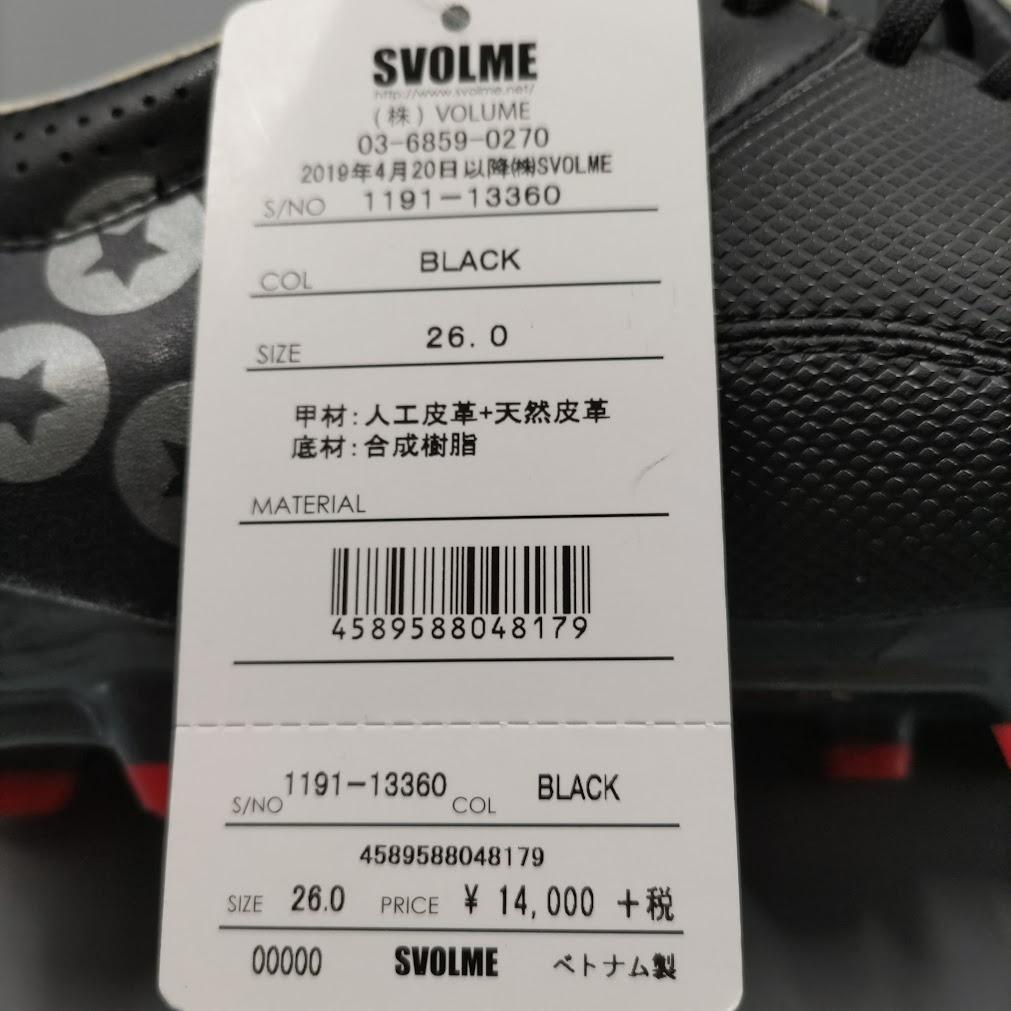 SVOLME
http://www.svolme.net/
(株) VOLUME
03-6859-0270
2019年4月20日以降㈱SVOLME
S/NO 1191-13360
COL BLACK
SIZE 26.0
甲材:人工皮革+天然皮革
底材:合成樹脂
MATERIAL
4589588048179
S/NO 1191-13360 COL BLACK
4589588048179
SIZE 26.0 PRICE ¥ 14,000 +税
00000 SVOLME ベトナム製